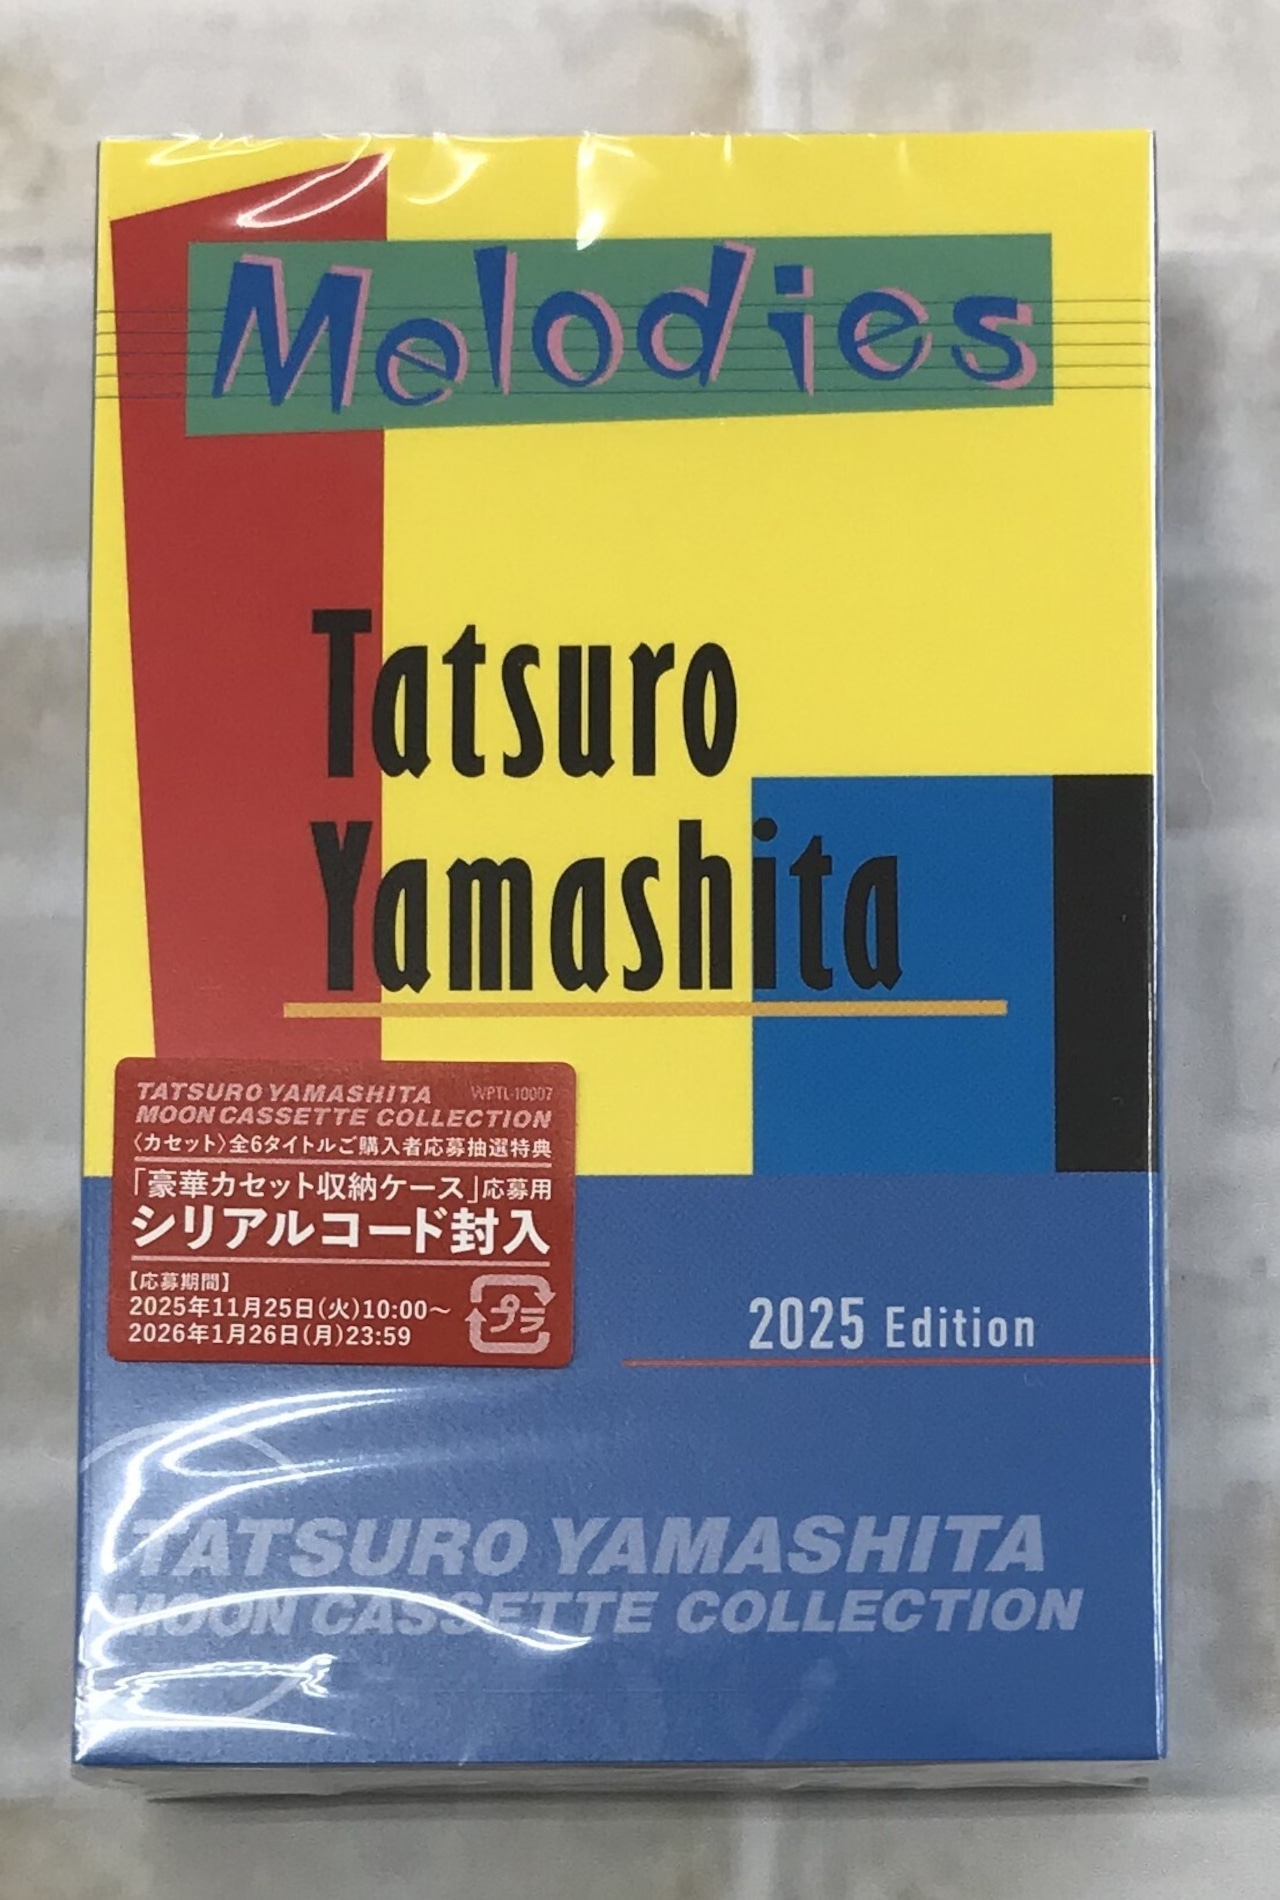 Melodies
Tatsuro
Yamashita
TATSURO YAMASHITA WPTL-10007
MOON CASSETTE COLLECTION
〈カセット〉全6タイトルご購入者応募抽選特典
「豪華カセット収納ケース」応募用
シリアルコード封入
【応募期間】
2025年11月25日(火)10:00〜
2026年1月26日(月)23:59
プラ
2025 Edition
TATSURO YAMASHITA
MOON CASSETTE COLLECTION